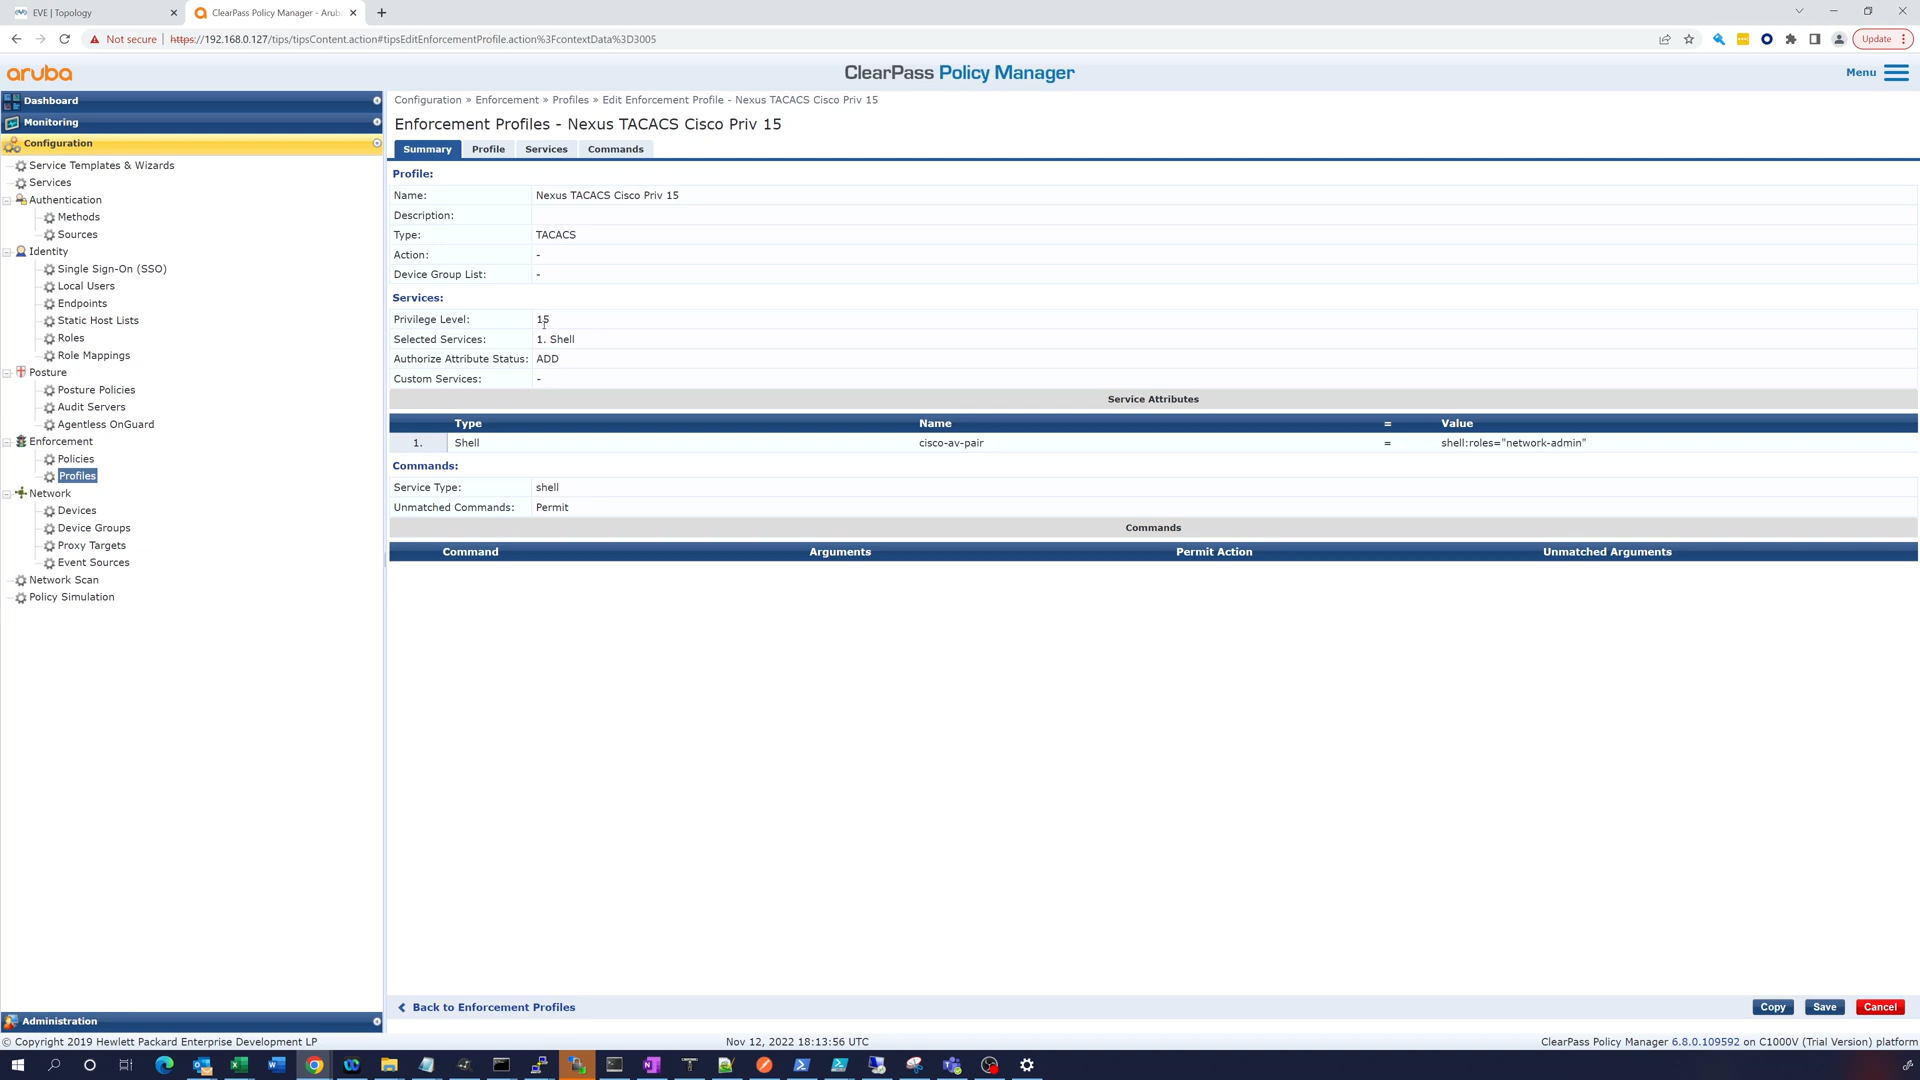 EVE | Topology
ClearPass Policy Manager - Arub
Not secure
https://192.168.0.127/tips/tipsContent.action#tipsEditEnforcementProfile.action%3FcontextData%3D3005
Update
aruba
ClearPass Policy Manager
Menu
Dashboard
Monitoring
Configuration
Service Templates & Wizards
Services
Authentication
Methods
Sources
Identity
Single Sign-On (SSO)
Local Users
Endpoints
Static Host Lists
Roles
Role Mappings
Posture
Posture Policies
Audit Servers
Agentless OnGuard
Enforcement
Policies
Profiles
Network
Devices
Device Groups
Proxy Targets
Event Sources
Network Scan
Policy Simulation
Administration
Configuration » Enforcement » Profiles » Edit Enforcement Profile - Nexus TACACS Cisco Priv 15
Enforcement Profiles - Nexus TACACS Cisco Priv 15
Summary Profile Services Commands
Profile:
Name: Nexus TACACS Cisco Priv 15
Description:
Type: TACACS
Action: -
Device Group List: -
Services:
Privilege Level: 15
Selected Services: 1. Shell
Authorize Attribute Status: ADD
Custom Services: -
Service Attributes
Type Name = Value
1. Shell cisco-av-pair = shell:roles="network-admin"
Commands:
Service Type: shell
Unmatched Commands: Permit
Commands
Command Arguments Permit Action Unmatched Arguments
Back to Enforcement Profiles
Copy Save Cancel
© Copyright 2019 Hewlett Packard Enterprise Development LP
Nov 12, 2022 18:13:56 UTC
ClearPass Policy Manager 6.8.0.109592 on C1000V (Trial Version) platform